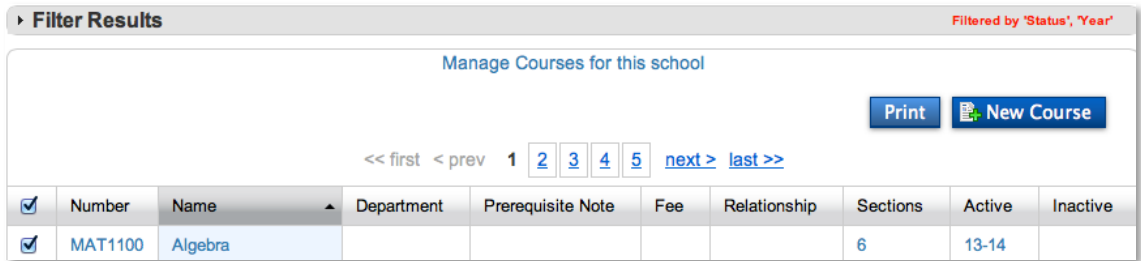 Filter Results Filtered by 'Status', 'Year'
Manage Courses for this school
Print New Course
<< first < prev 1 2 3 4 5 next > last >>
Number Name Department Prerequisite Note Fee Relationship Sections Active Inactive
MAT1100 Algebra 6 13-14